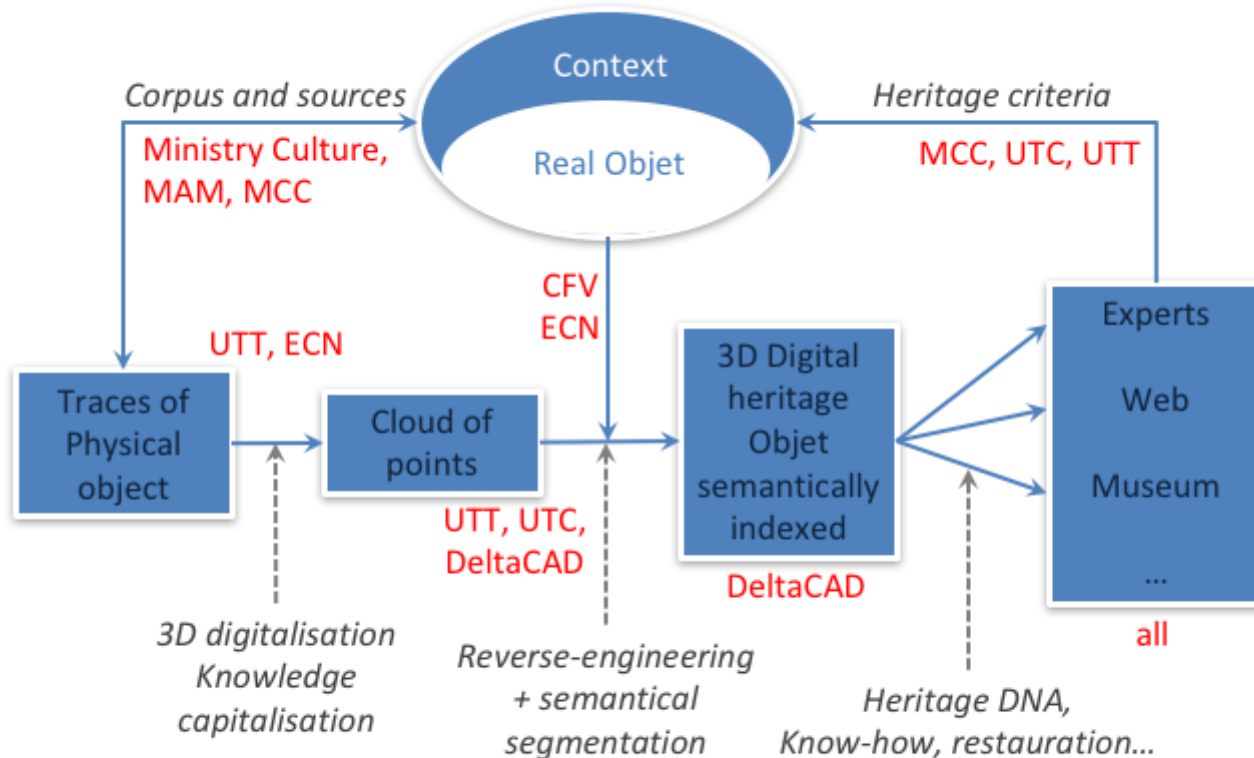 Context
Real Objet
Corpus and sources
Ministry Culture,
MAM, MCC
Heritage criteria
MCC, UTC, UTT
CFV
ECN
UTT, ECN
Traces of
Physical
object
Cloud of
points
UTT, UTC,
DeltaCAD
3D Digital
heritage
Objet
semantically
indexed
DeltaCAD
Experts
Web
Museum
...
all
3D digitalisation
Knowledge
capitalisation
Reverse-engineering
+ semantical
segmentation
Heritage DNA,
Know-how, restauration...